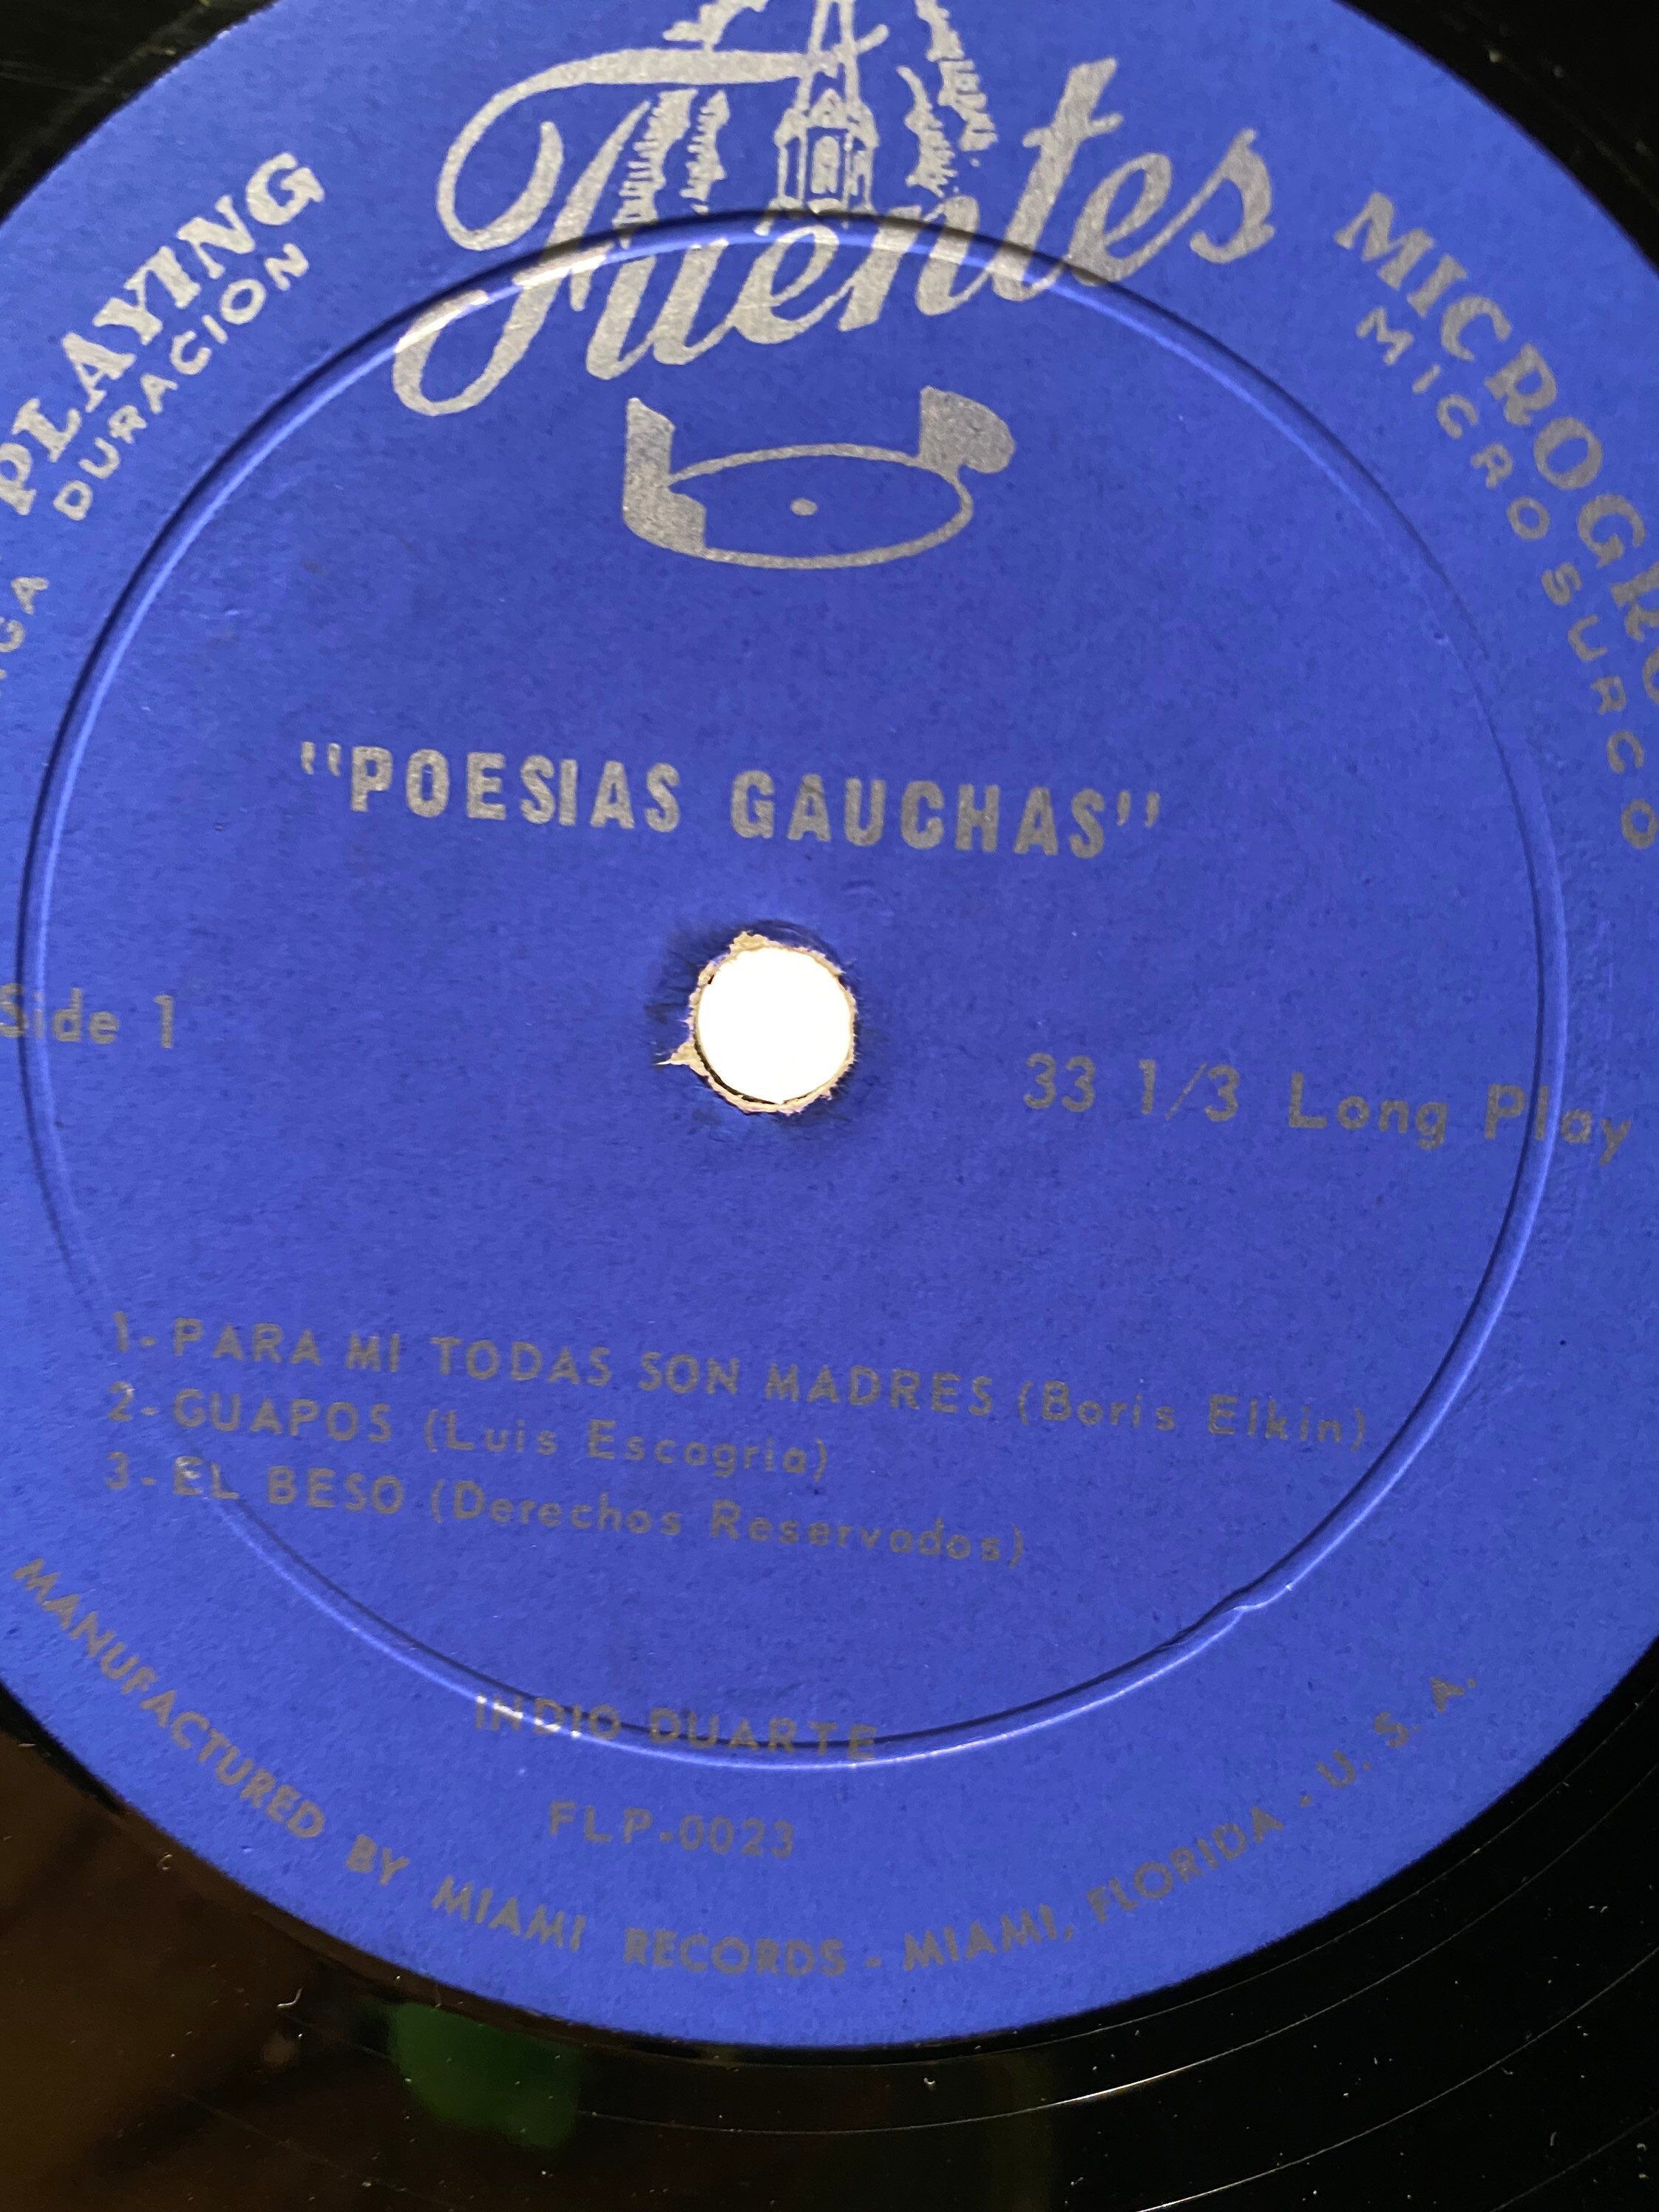 Fuentes
PLAYING
DURACION
MICROGRO
MICROSURCO
"POESIAS GAUCHAS"
Side 1
33 1/3 Long Play
1- PARA MI TODAS SON MADRES (Boris Elkin)
2- GUAPOS (Luis Escagria)
3- EL BESO (Derechos Reservados)
INDIO DUARTE
FLP-0023
MANUFACTURED BY MIAMI RECORDS - MIAMI, FLORIDA - U. S. A.